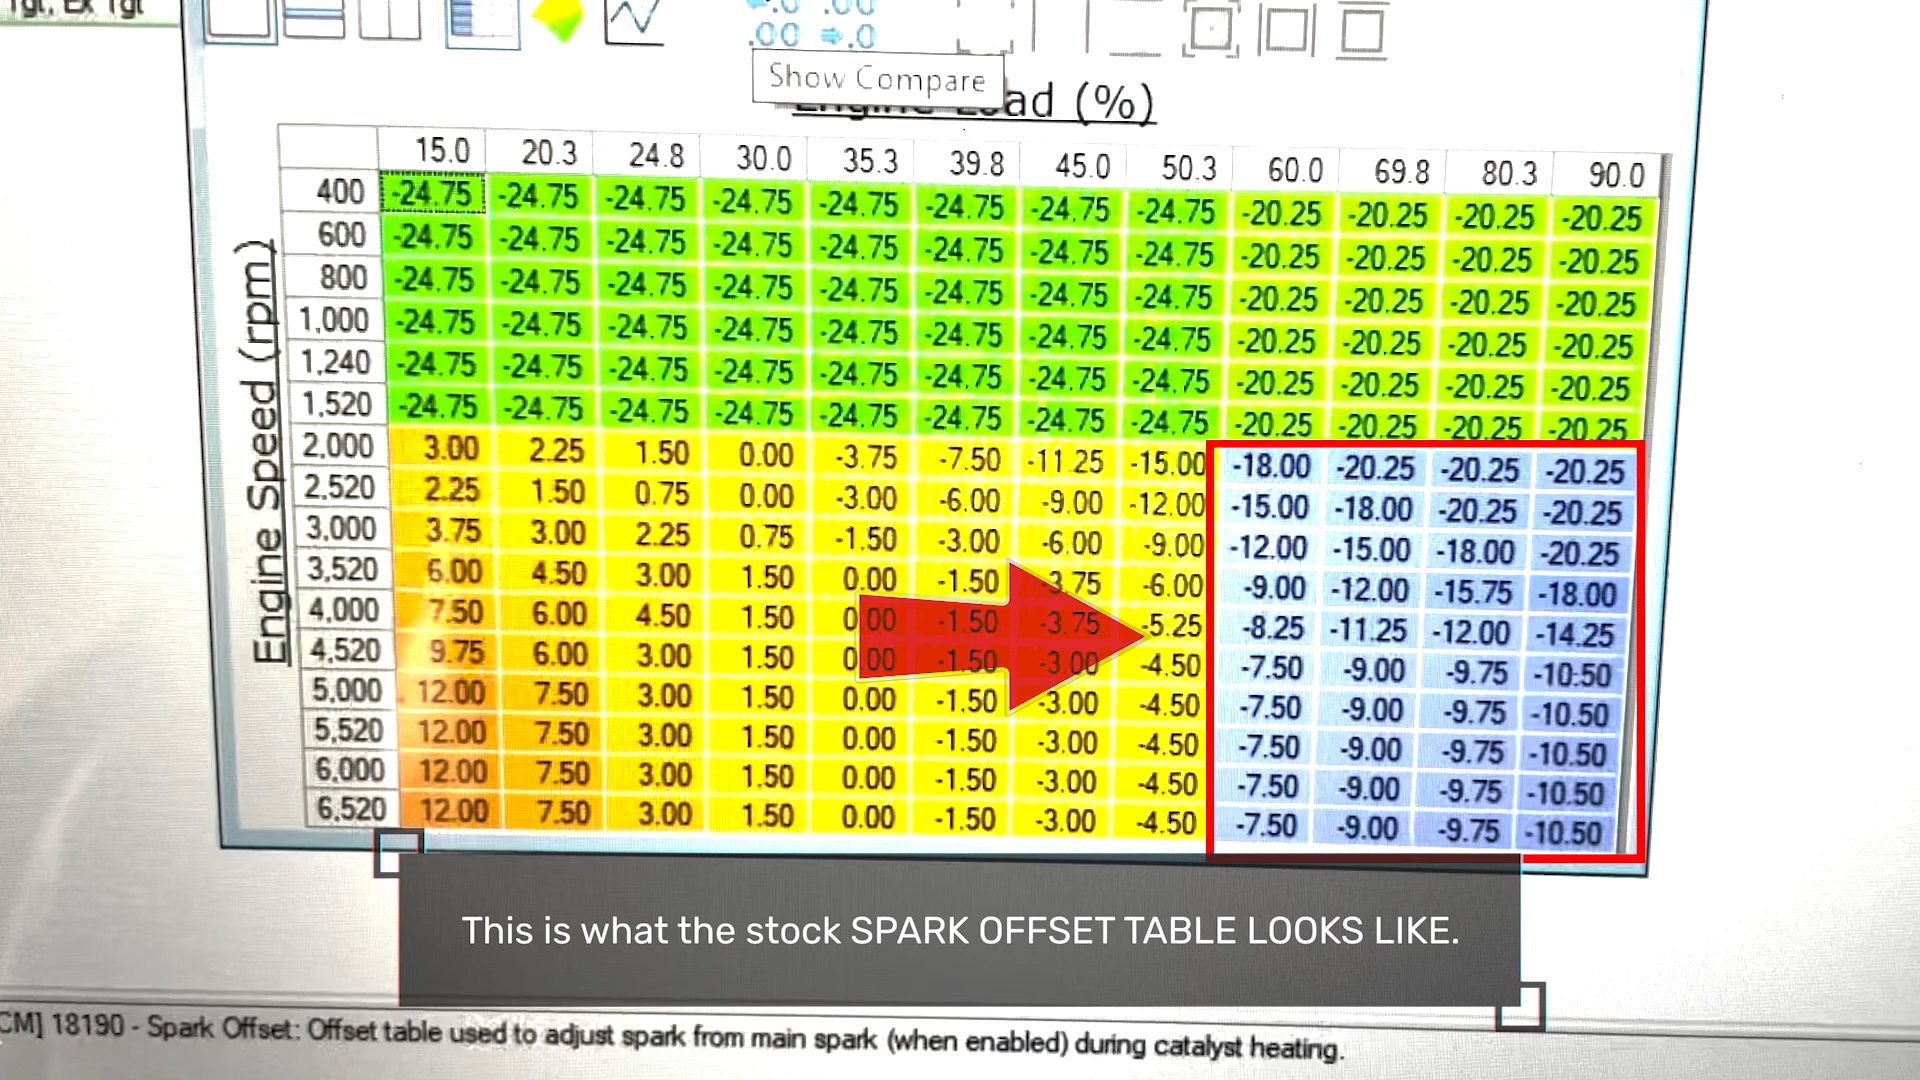 .0 .00
.00 .0
Show Compare
ad (%)
15.0 20.3 24.8 30.0 35.3 39.8 45.0 50.3 60.0 69.8 80.3 90.0
Engine Speed (rpm)
400 -24.75 -24.75 -24.75 -24.75 -24.75 -24.75 -24.75 -24.75 -20.25 -20.25 -20.25 -20.25
600 -24.75 -24.75 -24.75 -24.75 -24.75 -24.75 -24.75 -24.75 -20.25 -20.25 -20.25 -20.25
800 -24.75 -24.75 -24.75 -24.75 -24.75 -24.75 -24.75 -24.75 -20.25 -20.25 -20.25 -20.25
1,000 -24.75 -24.75 -24.75 -24.75 -24.75 -24.75 -24.75 -24.75 -20.25 -20.25 -20.25 -20.25
1,240 -24.75 -24.75 -24.75 -24.75 -24.75 -24.75 -24.75 -24.75 -20.25 -20.25 -20.25 -20.25
1,520 -24.75 -24.75 -24.75 -24.75 -24.75 -24.75 -24.75 -24.75 -20.25 -20.25 -20.25 -20.25
2,000 3.00 2.25 1.50 0.00 -3.75 -7.50 -11.25 -15.00 -18.00 -20.25 -20.25 -20.25
2,520 2.25 1.50 0.75 0.00 -3.00 -6.00 -9.00 -12.00 -15.00 -18.00 -20.25 -20.25
3,000 3.75 3.00 2.25 0.75 -1.50 -3.00 -6.00 -9.00 -12.00 -15.00 -18.00 -20.25
3,520 6.00 4.50 3.00 1.50 0.00 -1.50 -3.75 -6.00 -9.00 -12.00 -15.75 -18.00
4,000 7.50 6.00 4.50 1.50 0.00 -1.50 -3.75 -5.25 -8.25 -11.25 -12.00 -14.25
4,520 9.75 6.00 3.00 1.50 0.00 -1.50 -3.00 -4.50 -7.50 -9.00 -9.75 -10.50
5,000 12.00 7.50 3.00 1.50 0.00 -1.50 -3.00 -4.50 -7.50 -9.00 -9.75 -10.50
5,520 12.00 7.50 3.00 1.50 0.00 -1.50 -3.00 -4.50 -7.50 -9.00 -9.75 -10.50
6,000 12.00 7.50 3.00 1.50 0.00 -1.50 -3.00 -4.50 -7.50 -9.00 -9.75 -10.50
6,520 12.00 7.50 3.00 1.50 0.00 -1.50 -3.00 -4.50 -7.50 -9.00 -9.75 -10.50
This is what the stock SPARK OFFSET TABLE LOOKS LIKE.
CM] 18190 - Spark Offset: Offset table used to adjust spark from main spark (when enabled) during catalyst heating.